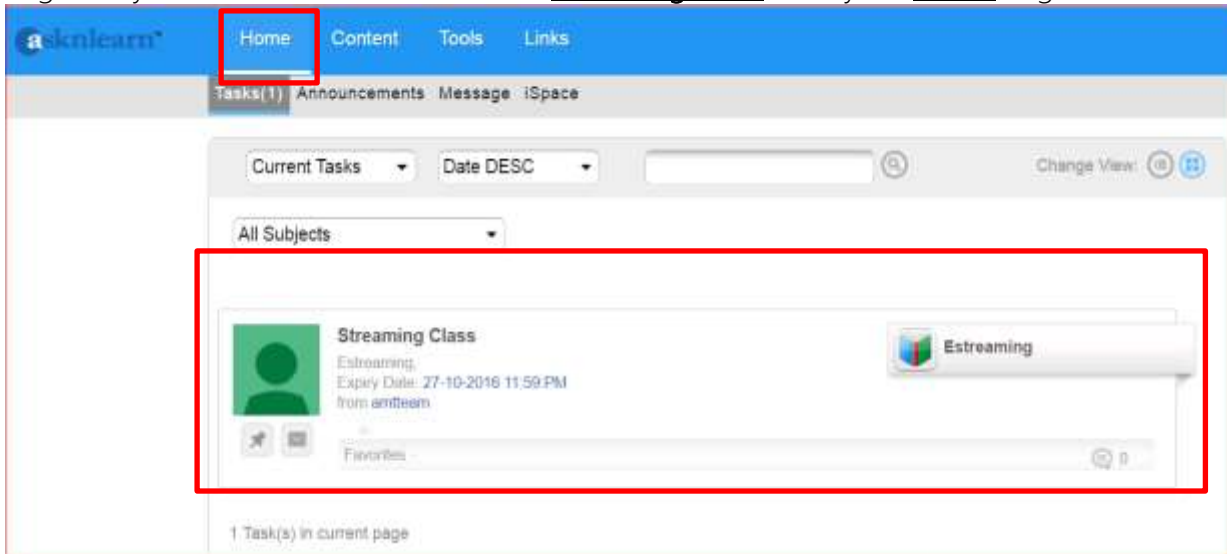 asknlearn
Home Content Tools Links
Tasks(1) Announcements Message iSpace
Current Tasks Date DESC Change View:
All Subjects
Streaming Class
Estreaming
Estreaming,
Expiry Date: 27-10-2016 11:59 PM
from amtteam
Favorites 0
1 Task(s) in current page